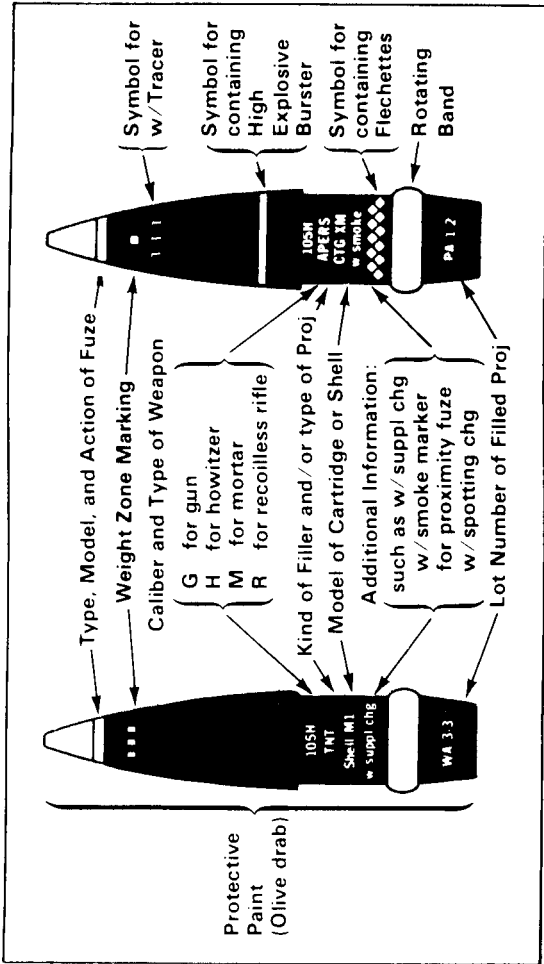 Protective
Paint
(Olive drab)
105H
TNT
Shell M1
w suppl chg
WA 3-3
Type, Model, and Action of Fuze
Weight Zone Marking
Caliber and Type of Weapon
G for gun
H for howitzer
M for mortar
R for recoilless rifle
Kind of Filler and/or type of Proj
Model of Cartridge or Shell
Additional Information:
such as w/suppl chg
w/smoke marker
for proximity fuze
w/spotting chg
Lot Number of Filled Proj
105H
APERS
CTG XM
w smoke
PA 1 2
Symbol for
w/Tracer
Symbol for
containing
High
Explosive
Burster
Symbol for
containing
Flechettes
Rotating
Band